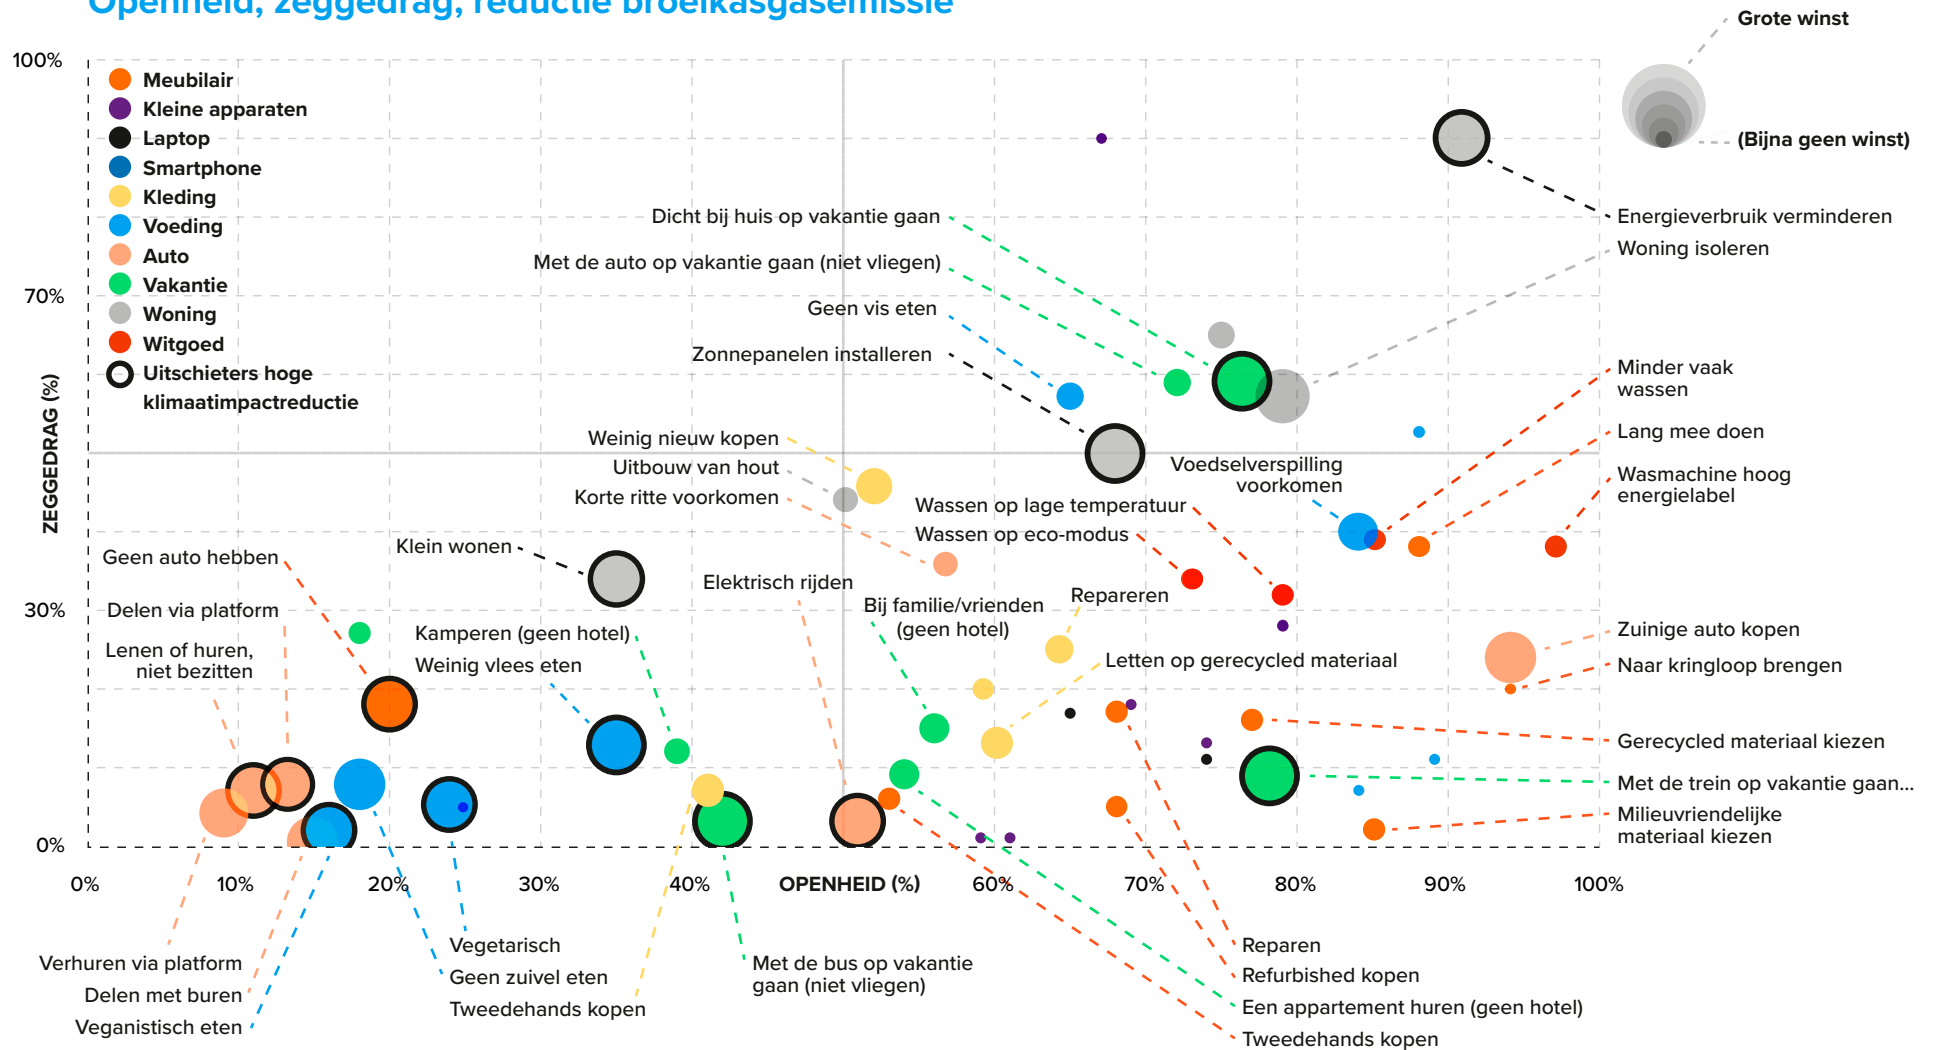 Openheid, zeggedrag, reductie broeikasgasemissie
Grote winst
(Bijna geen winst)
100%
70%
30%
0%
ZEGGEDRAG (%)
Meubilair
Kleine apparaten
Laptop
Smartphone
Kleding
Voeding
Auto
Vakantie
Woning
Witgoed
Uitschieters hoge
klimaatimpactreductie
Dicht bij huis op vakantie gaan
Met de auto op vakantie gaan (niet vliegen)
Geen vis eten
Zonnepanelen installeren
Weinig nieuw kopen
Uitbouw van hout
Korte ritte voorkomen
Energieverbruik verminderen
Woning isoleren
Minder vaak
wassen
Lang mee doen
Wasmachine hoog
energielabel
Voedselverspilling
voorkomen
Wassen op lage temperatuur
Wassen op eco-modus
Klein wonen
Geen auto hebben
Delen via platform
Lenen of huren,
niet bezitten
Elektrisch rijden
Bij familie/vrienden
(geen hotel)
Repareren
Kamperen (geen hotel)
Weinig vlees eten
Letten op gerecycled materiaal
Zuinige auto kopen
Naar kringloop brengen
Gerecycled materiaal kiezen
Met de trein op vakantie gaan...
Milieuvriendelijke
materiaal kiezen
0%
10%
20%
30%
40%
OPENHEID (%)
60%
70%
80%
90%
100%
Verhuren via platform
Delen met buren
Veganistisch eten
Vegetarisch
Geen zuivel eten
Tweedehands kopen
Met de bus op vakantie
gaan (niet vliegen)
Reparen
Refurbished kopen
Een appartement huren (geen hotel)
Tweedehands kopen